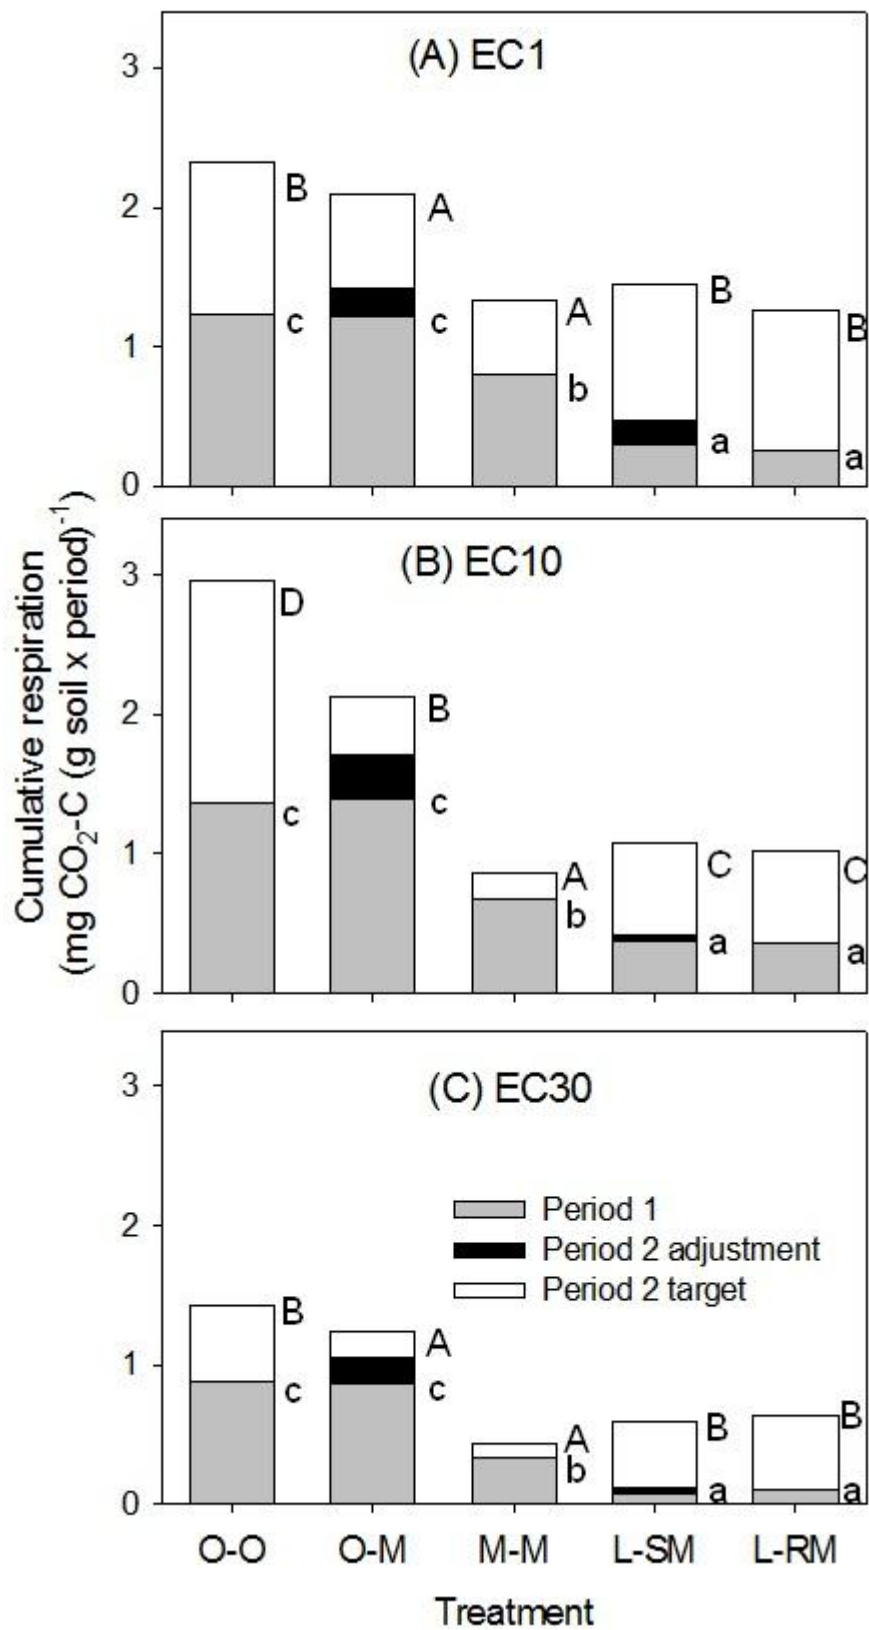 (A) EC1
3
2
1
0
B
A
A
B
B
c
c
b
a
a
(B) EC10
3
2
1
0
D
B
A
C
C
c
c
b
a
a
(C) EC30
3
2
1
0
Period 1
Period 2 adjustment
Period 2 target
B
A
A
B
B
c
c
b
a
a
O-O O-M M-M L-SM L-RM
Treatment
Cumulative respiration
(mg CO₂-C (g soil x period)⁻¹)